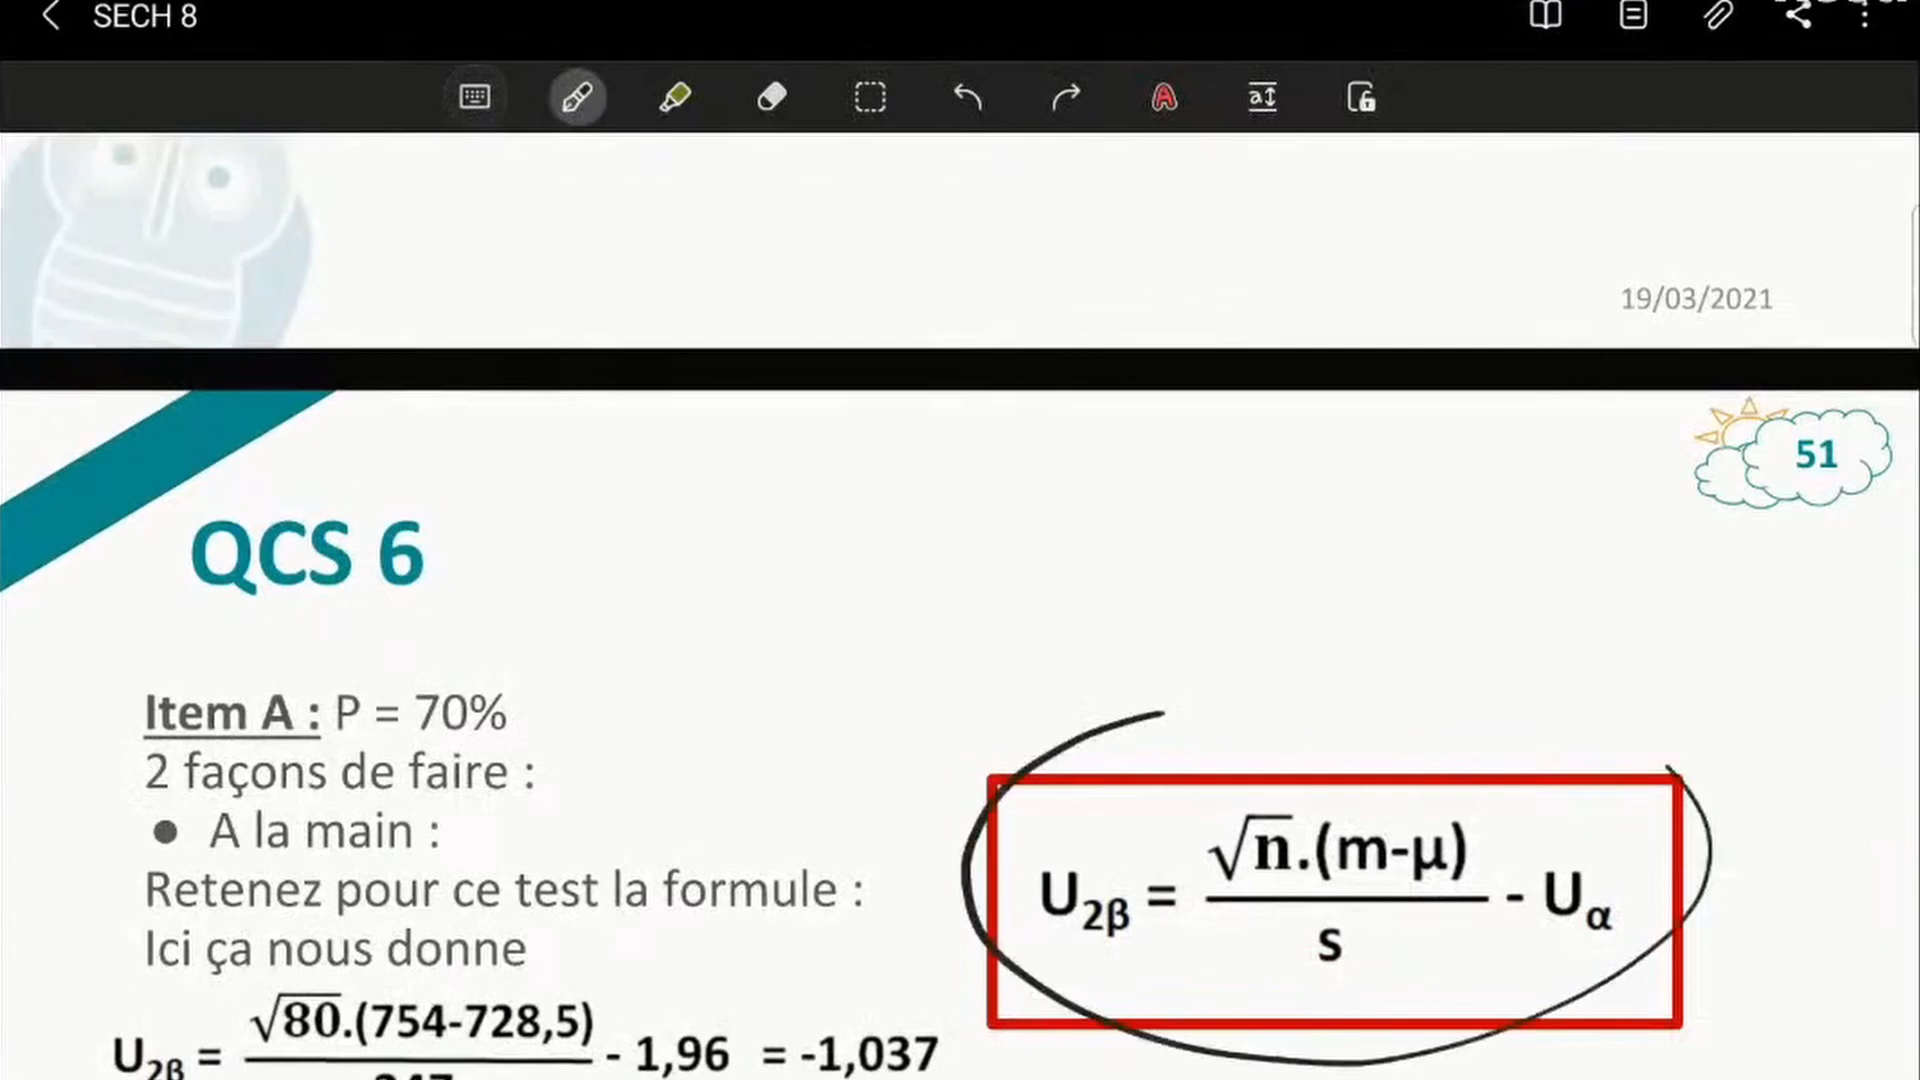 SECH 8
19/03/2021
51
QCS 6
Item A : P = 70%
2 façons de faire :
● A la main :
Retenez pour ce test la formule :
Ici ça nous donne
U2β = √n.(m-μ) / s - Uα
U2β = √80.(754-728,5) / 247 - 1,96 = -1,037